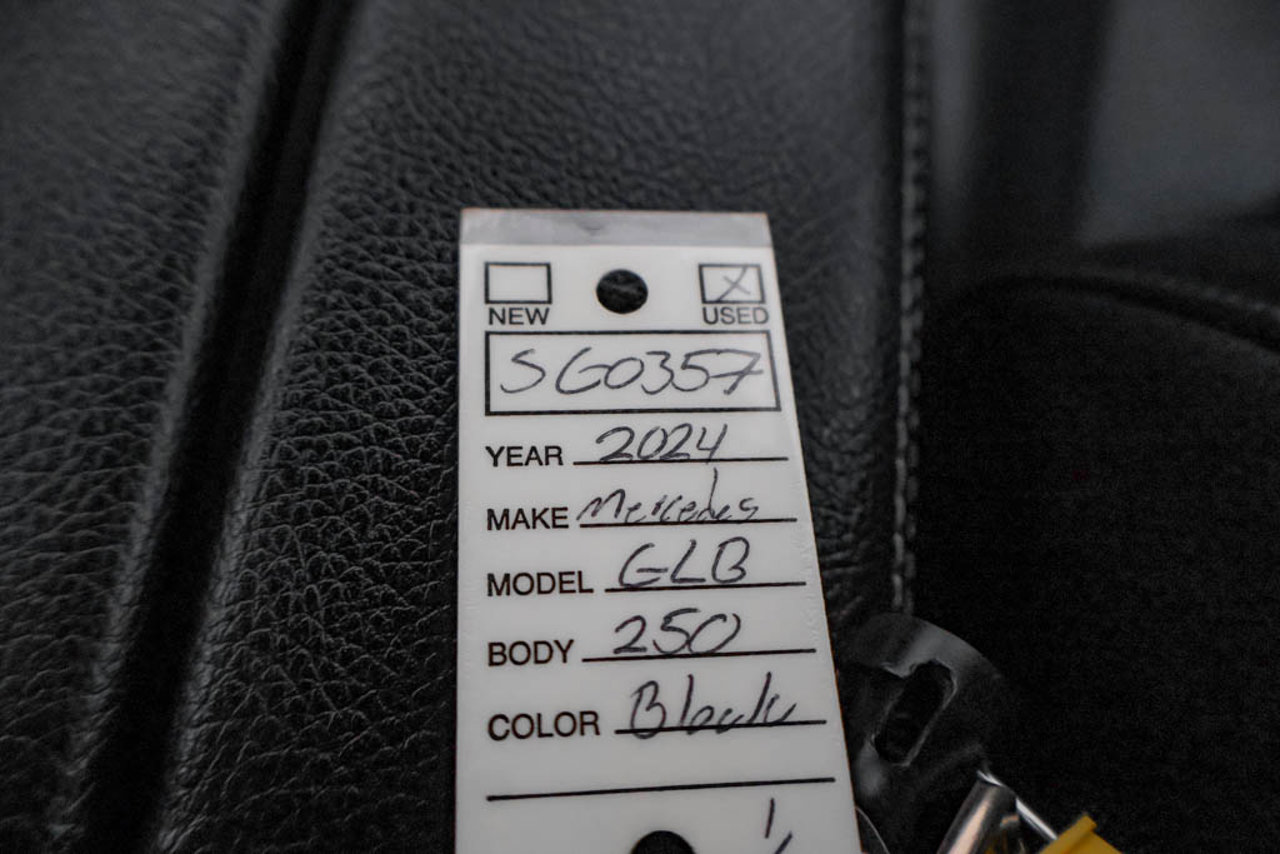 NEW USED
SG0357
YEAR 2024
MAKE Mercedes
MODEL GLB
BODY 250
COLOR Black